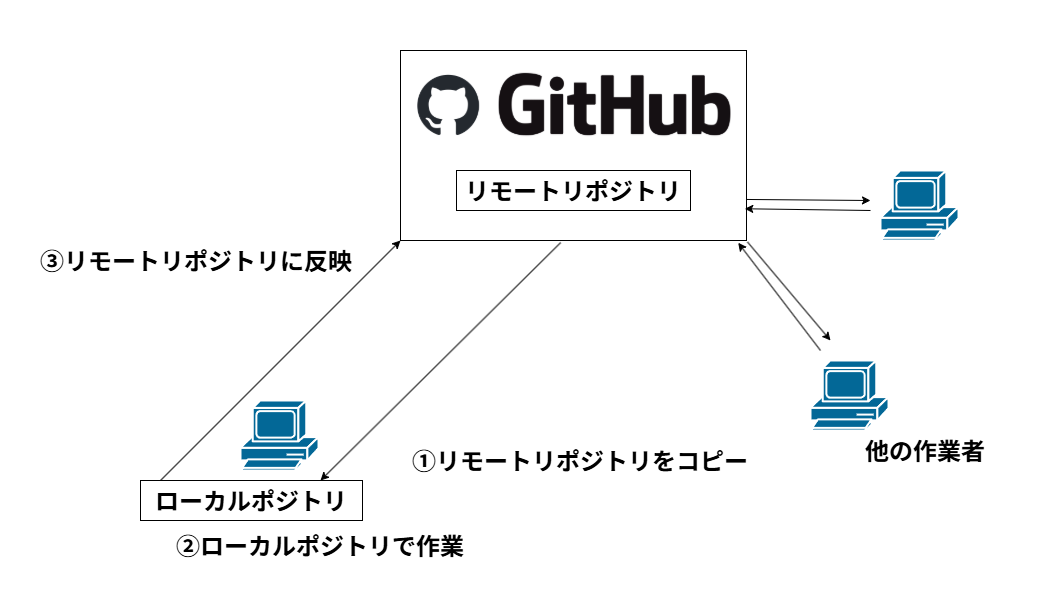 GitHub
リモートリポジトリ
③リモートリポジトリに反映
他の作業者
①リモートリポジトリをコピー
ローカルポジトリ
②ローカルポジトリで作業